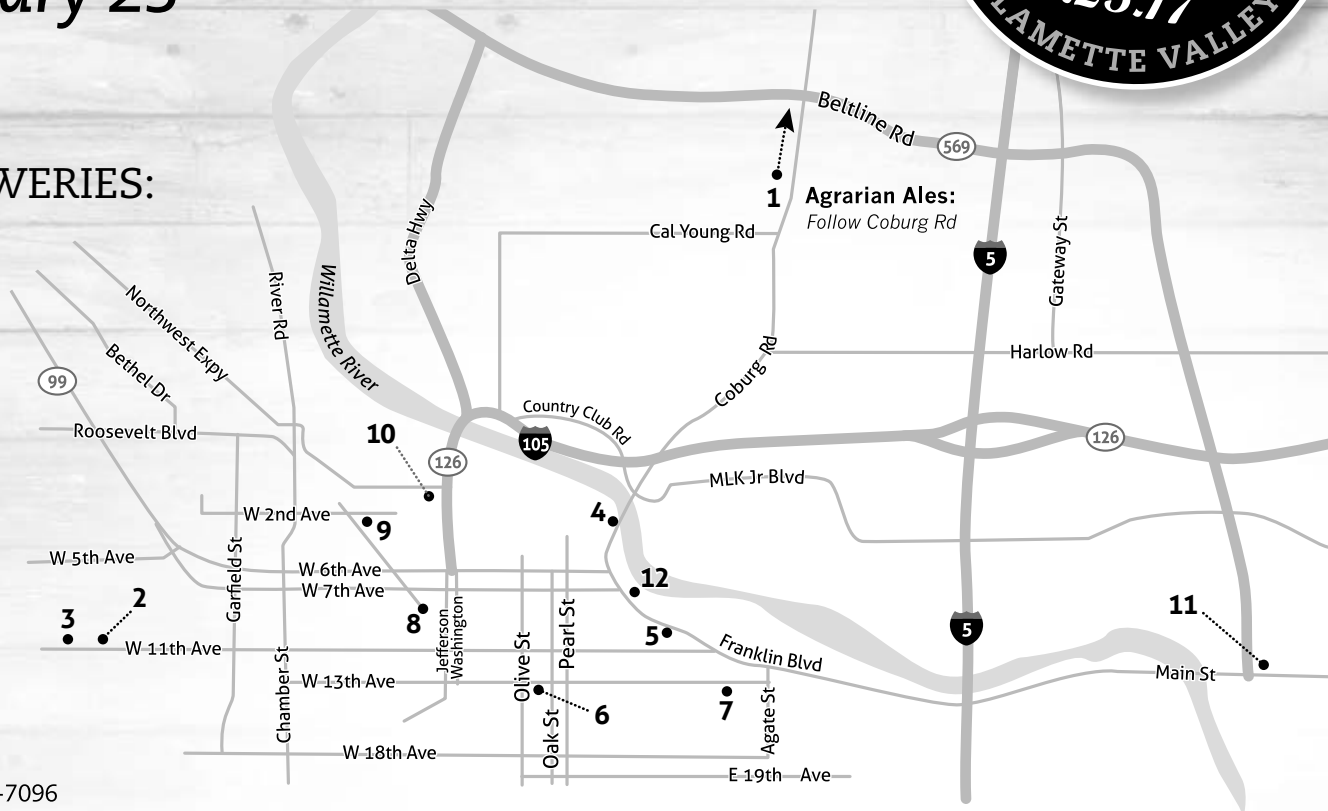 ary 25
.25.17
LAMETTE VALLEY
WERIES:
Beltline Rd
569
1
Agrarian Ales:
Follow Coburg Rd
Cal Young Rd
Delta Hwy
Willamette River
River Rd
Northwest Expy
Bethel Dr
99
Roosevelt Blvd
5
Gateway St
Harlow Rd
Coburg Rd
Country Club Rd
105
126
126
10
MLK Jr Blvd
W 2nd Ave
9
4
W 5th Ave
Garfield St
W 6th Ave
W 7th Ave
12
2
3
8
Jefferson
Washington
Pearl St
5
5
11
W 11th Ave
Olive St
Franklin Blvd
Main St
Chamber St
W 13th Ave
6
7
Oak St
Agate St
W 18th Ave
E 19th Ave
-7096